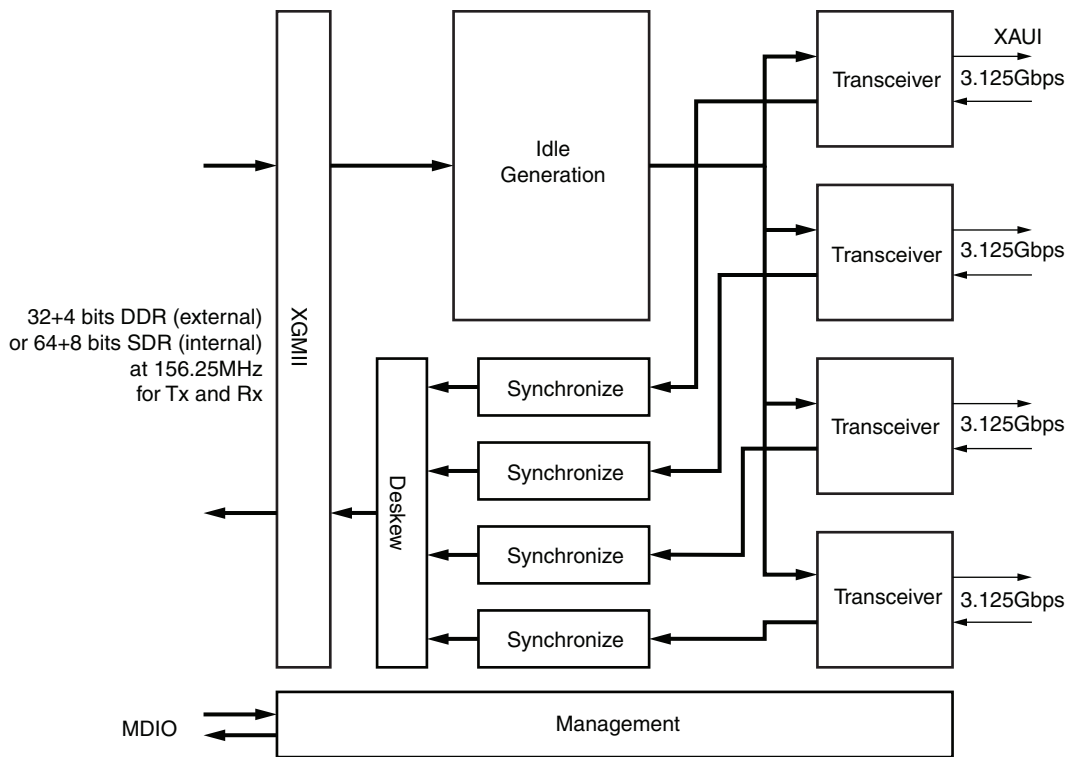 XAUI
3.125Gbps
Transceiver
Idle
Generation
3.125Gbps
Transceiver
XGMII
32+4 bits DDR (external)
or 64+8 bits SDR (internal)
at 156.25MHz
for Tx and Rx
Synchronize
3.125Gbps
Transceiver
Synchronize
Deskew
Synchronize
3.125Gbps
Transceiver
Synchronize
Management
MDIO